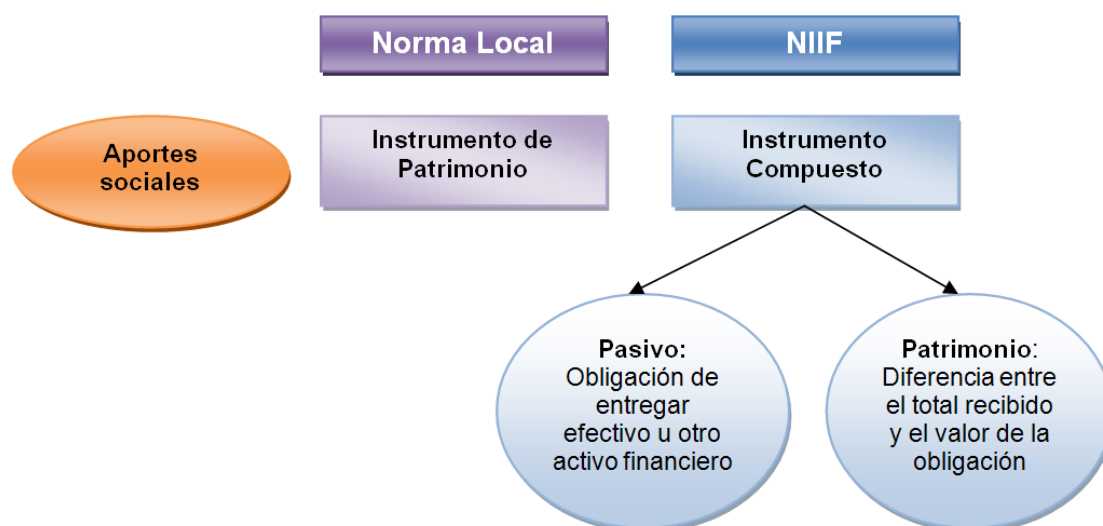 Norma Local
NIIF
Aportes
sociales
Instrumento de
Patrimonio
Instrumento
Compuesto
Pasivo:
Obligación de
entregar
efectivo u otro
activo financiero
Patrimonio:
Diferencia entre
el total recibido
y el valor de la
obligación